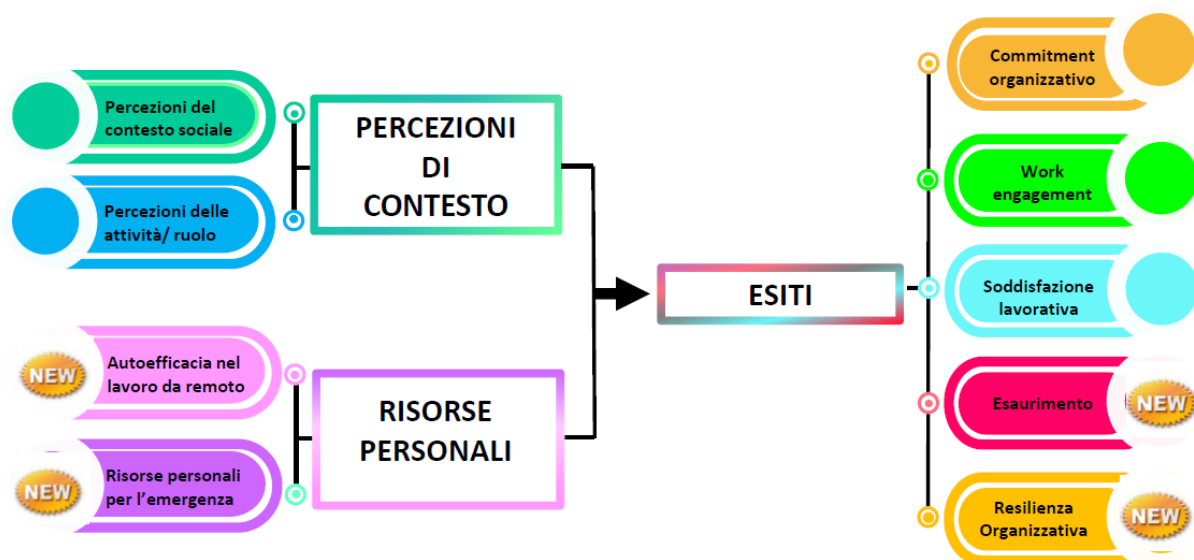 Percezioni del
contesto sociale
Percezioni delle
attività/ ruolo
PERCEZIONI
DI
CONTESTO
NEW
Autoefficacia nel
lavoro da remoto
NEW
Risorse personali
per l’emergenza
RISORSE
PERSONALI
ESITI
Commitment
organizzativo
Work
engagement
Soddisfazione
lavorativa
Esaurimento
NEW
Resilienza
Organizzativa
NEW